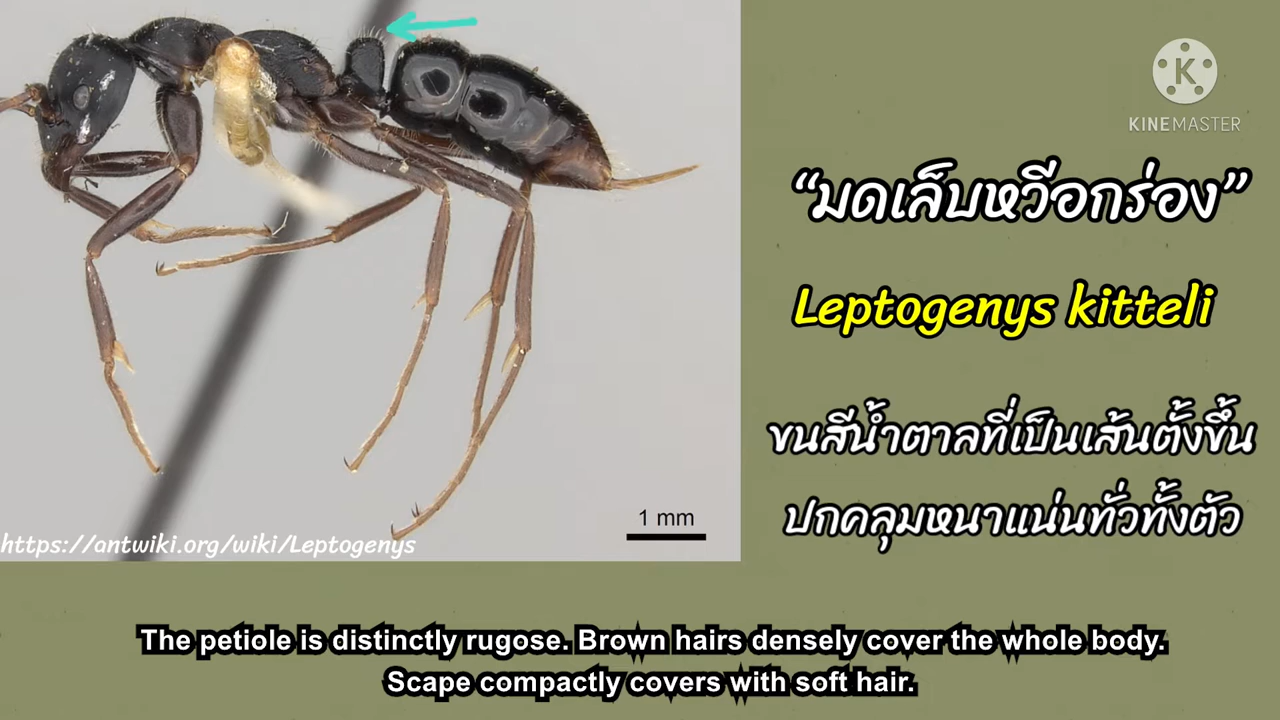 KINEMASTER
“มดเล็บหวีอกร่อง”
Leptogenys kitteli
ขนสีน้ำตาลที่เป็นเส้นตั้งขึ้น
ปกคลุมหนาแน่นทั่วทั้งตัว
1 mm
https://antwiki.org/wiki/Leptogenys
The petiole is distinctly rugose. Brown hairs densely cover the whole body.
Scape compactly covers with soft hair.